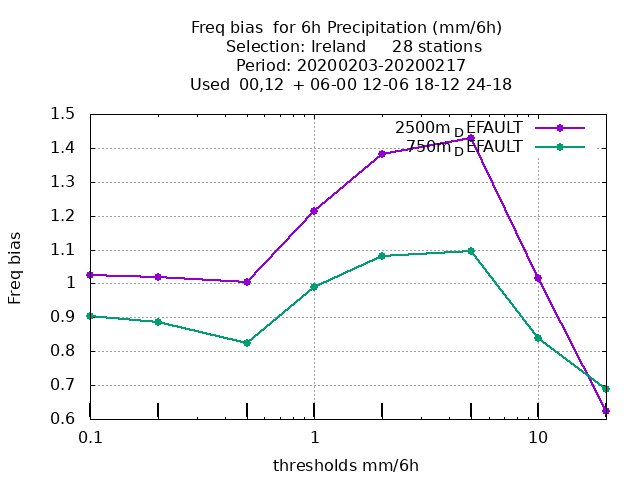 Freq bias  for 6h Precipitation (mm/6h)
Selection: Ireland     28 stations
Period: 20200203-20200217
Used  00,12  + 06-00 12-06 18-12 24-18
2500m_DEFAULT
750m_DEFAULT
1.5
1.4
1.3
1.2
1.1
1
0.9
0.8
0.7
0.6
Freq bias
0.1
1
10
thresholds mm/6h